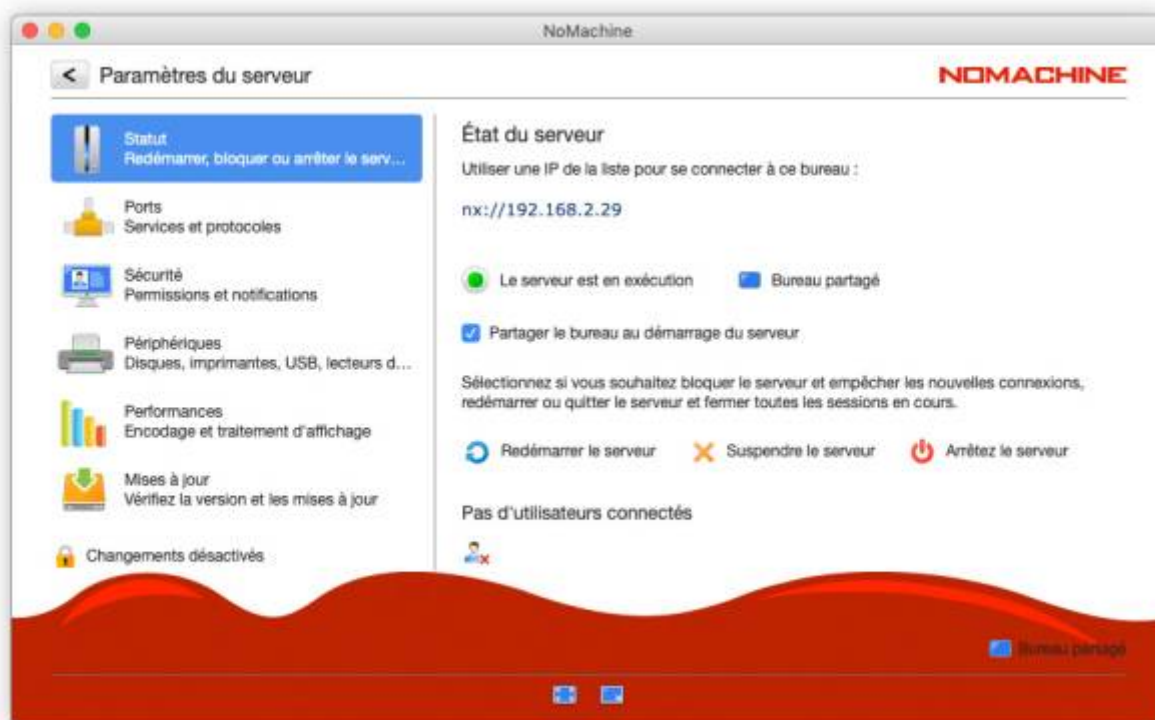 NoMachine
Paramètres du serveur
NOMACHINE
Statut
Redémarrer, bloquer ou arrêter le serv...
Ports
Services et protocoles
Sécurité
Permissions et notifications
Périphériques
Disques, imprimantes, USB, lecteurs d...
Performances
Encodage et traitement d'affichage
Mises à jour
Vérifiez la version et les mises à jour
Changements désactivés
État du serveur
Utiliser une IP de la liste pour se connecter à ce bureau :
nx://192.168.2.29
Le serveur est en exécution
Bureau partagé
Partager le bureau au démarrage du serveur
Sélectionnez si vous souhaitez bloquer le serveur et empêcher les nouvelles connexions,
redémarrer ou quitter le serveur et fermer toutes les sessions en cours.
Redémarrer le serveur
Suspendre le serveur
Arrêtez le serveur
Pas d'utilisateurs connectés
Bureau partagé